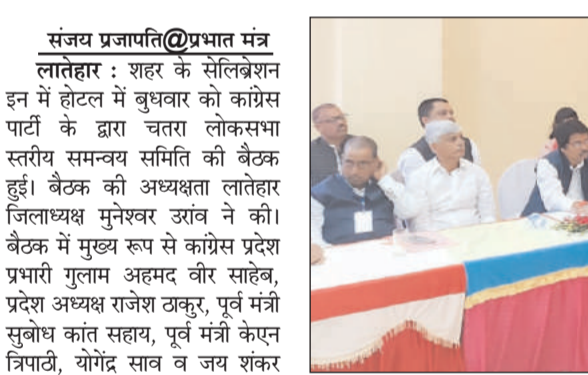 संजय प्रजापति@प्रभात मंत्र
लातेहार : शहर के सेलिब्रेशन
इन में होटल में बुधवार को कांग्रेस
पार्टी के द्वारा चतरा लोकसभा
स्तरीय समन्वय समिति की बैठक
हुई। बैठक की अध्यक्षता लातेहार
जिलाध्यक्ष मुनेश्वर उरांव ने की।
बैठक में मुख्य रूप से कांग्रेस प्रदेश
प्रभारी गुलाम अहमद वीर साहेब,
प्रदेश अध्यक्ष राजेश ठाकुर, पूर्व मंत्री
सुबोध कांत सहाय, पूर्व मंत्री केएन
त्रिपाठी, योगेंद्र साव व जय शंकर